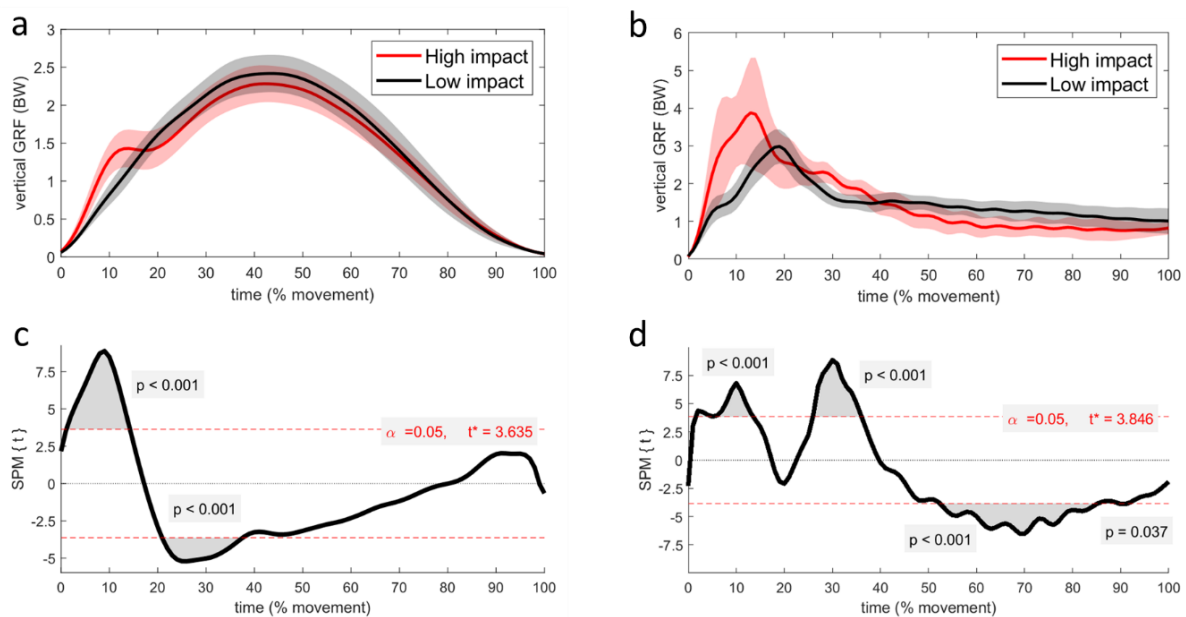 a
3
2.5
2
1.5
1
0.5
0
vertical GRF (BW)
High impact
Low impact
0 10 20 30 40 50 60 70 80 90 100
time (% movement)
b
6
5
4
3
2
1
0
vertical GRF (BW)
High impact
Low impact
0 10 20 30 40 50 60 70 80 90 100
time (% movement)
c
7.5
5
2.5
0
-2.5
-5
SPM { t }
p < 0.001
α =0.05, t* = 3.635
p < 0.001
0 10 20 30 40 50 60 70 80 90 100
time (% movement)
d
7.5
5
2.5
0
-2.5
-5
-7.5
SPM { t }
p < 0.001
p < 0.001
α =0.05, t* = 3.846
p < 0.001
p = 0.037
0 10 20 30 40 50 60 70 80 90 100
time (% movement)